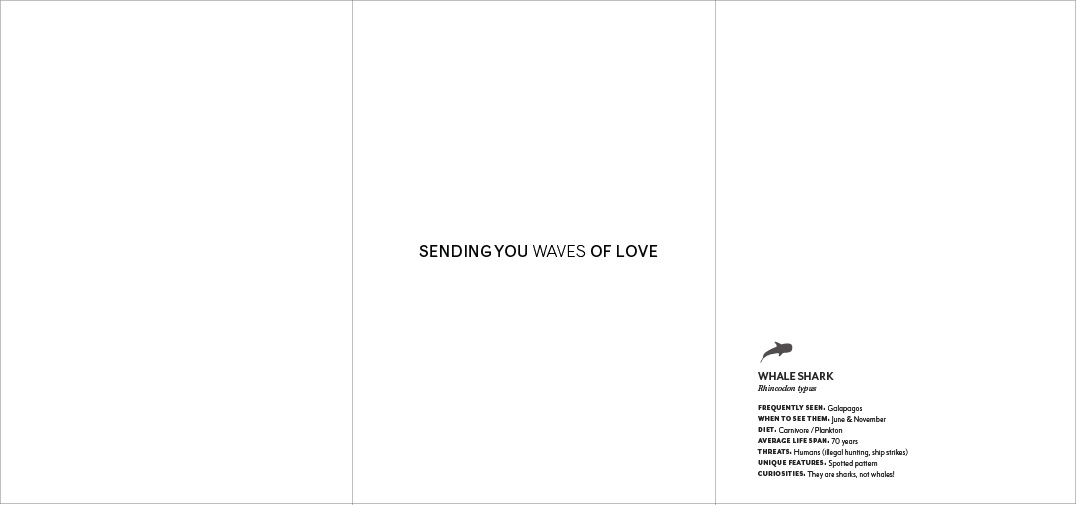 SENDING YOU WAVES OF LOVE
WHALE SHARK
Rhincodon typus
FREQUENTLY SEEN. Galapagos
WHEN TO SEE THEM. June & November
DIET. Carnivore / Plankton
AVERAGE LIFE SPAN. 70 years
THREATS. Humans (illegal hunting, ship strikes)
UNIQUE FEATURES. Spotted pattern
CURIOSITIES. They are sharks, not whales!